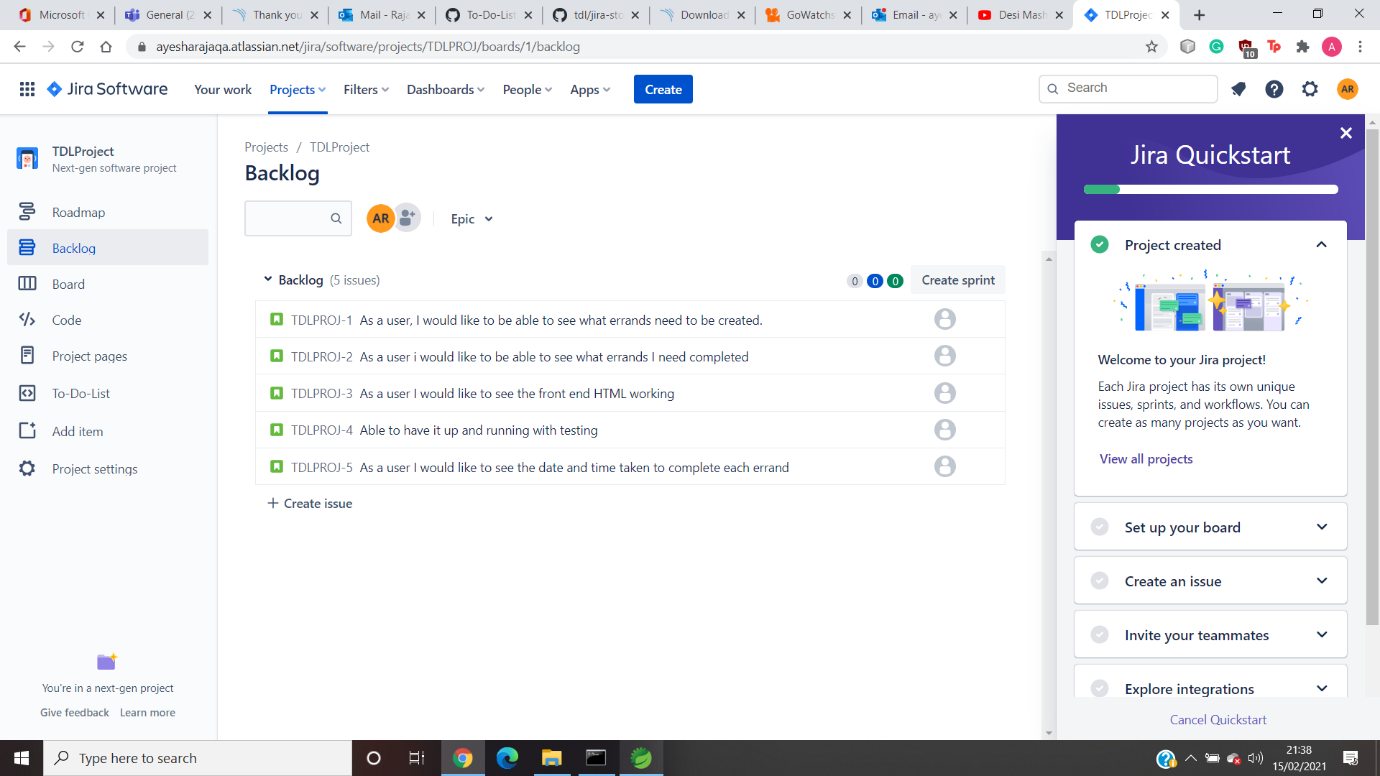 Microsoft
General (2
Thank you
Mail - Raja
To-Do-List
tdl/jira-sto
Download
GoWatchs
Email - aye
Desi Mash
TDLProjec
ayesharajaqa.atlassian.net/jira/software/projects/TDLPROJ/boards/1/backlog
10
Tp
A
Jira Software
Your work
Projects
Filters
Dashboards
People
Apps
Create
Search
AR
TDLProject
Next-gen software project
Roadmap
Backlog
Board
Code
Project pages
To-Do-List
Add item
Project settings
You're in a next-gen project
Give feedback Learn more
Projects / TDLProject
Backlog
AR
Epic
Backlog (5 issues)
0 0 0
Create sprint
TDLPROJ-1 As a user, I would like to be able to see what errands need to be created.
TDLPROJ-2 As a user i would like to be able to see what errands I need completed
TDLPROJ-3 As a user I would like to see the front end HTML working
TDLPROJ-4 Able to have it up and running with testing
TDLPROJ-5 As a user I would like to see the date and time taken to complete each errand
+ Create issue
Jira Quickstart
Project created
Welcome to your Jira project!
Each Jira project has its own unique
issues, sprints, and workflows. You can
create as many projects as you want.
View all projects
Set up your board
Create an issue
Invite your teammates
Explore integrations
Cancel Quickstart
Type here to search
21:38
15/02/2021